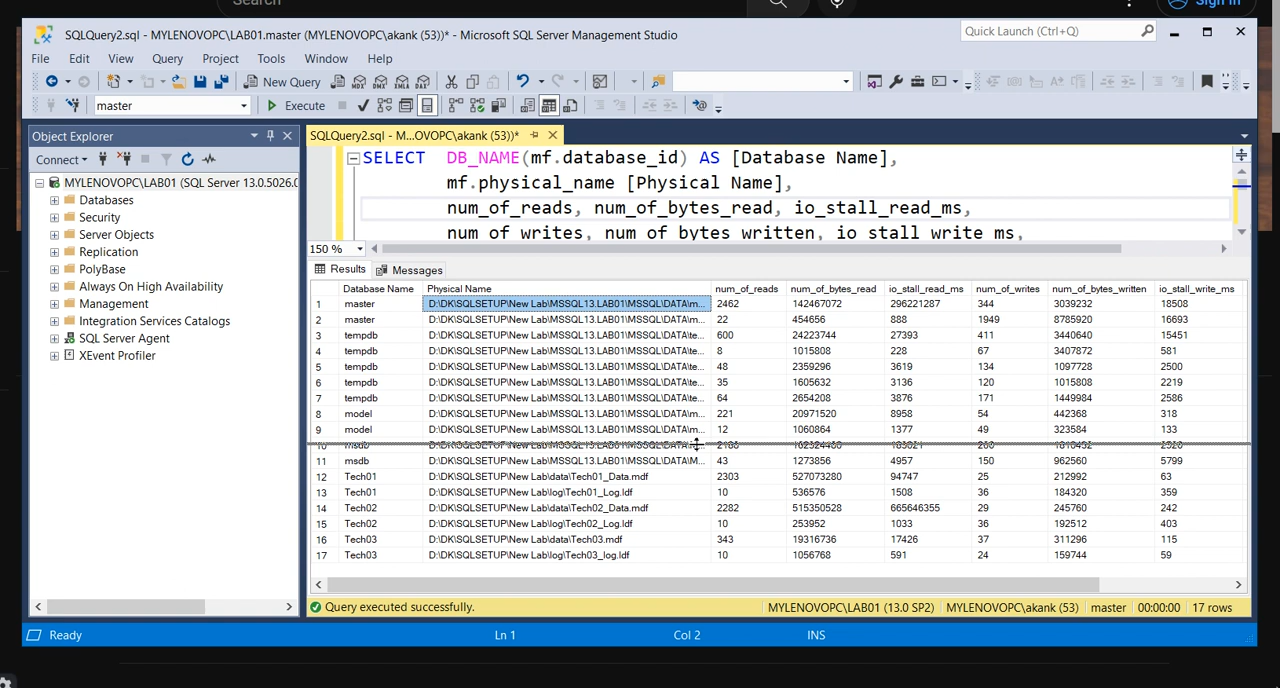 Search
Sign in
SQLQuery2.sql - MYLENOVOPC\LAB01.master (MYLENOVOPC\akank (53))* - Microsoft SQL Server Management Studio
Quick Launch (Ctrl+Q)
File Edit View Query Project Tools Window Help
New Query MDX DMX XMLA DAX
master Execute
Object Explorer
SQLQuery2.sql - M...OVOPC\akank (53))*
Connect
MYLENOVOPC\LAB01 (SQL Server 13.0.5026.0
Databases
Security
Server Objects
Replication
PolyBase
Always On High Availability
Management
Integration Services Catalogs
SQL Server Agent
XEvent Profiler
SELECT DB_NAME(mf.database_id) AS [Database Name],
mf.physical_name [Physical Name],
num_of_reads, num_of_bytes_read, io_stall_read_ms,
num_of_writes, num_of_bytes_written, io_stall_write_ms,
150 %
Results Messages
Database Name Physical Name num_of_reads num_of_bytes_read io_stall_read_ms num_of_writes num_of_bytes_written io_stall_write_ms
1 master D:\DK\SQLSETUP\New Lab\MSSQL13.LAB01\MSSQL\DATA\m... 2462 142467072 296221287 344 3039232 18508
2 master D:\DK\SQLSETUP\New Lab\MSSQL13.LAB01\MSSQL\DATA\m... 22 454656 888 1949 8785920 16693
3 tempdb D:\DK\SQLSETUP\New Lab\MSSQL13.LAB01\MSSQL\DATA\te... 600 24223744 27393 411 3440640 15451
4 tempdb D:\DK\SQLSETUP\New Lab\MSSQL13.LAB01\MSSQL\DATA\te... 8 1015808 228 67 3407872 581
5 tempdb D:\DK\SQLSETUP\New Lab\MSSQL13.LAB01\MSSQL\DATA\te... 48 2359296 3619 134 1097728 2500
6 tempdb D:\DK\SQLSETUP\New Lab\MSSQL13.LAB01\MSSQL\DATA\te... 35 1605632 3136 120 1015808 2219
7 tempdb D:\DK\SQLSETUP\New Lab\MSSQL13.LAB01\MSSQL\DATA\te... 64 2654208 3876 171 1449984 2586
8 model D:\DK\SQLSETUP\New Lab\MSSQL13.LAB01\MSSQL\DATA\m... 221 20971520 8958 54 442368 318
9 model D:\DK\SQLSETUP\New Lab\MSSQL13.LAB01\MSSQL\DATA\m... 12 1060864 1377 49 323584 133
10 msdb
11 msdb D:\DK\SQLSETUP\New Lab\MSSQL13.LAB01\MSSQL\DATA\M... 43 1273856 4957 150 962560 5799
12 Tech01 D:\DK\SQLSETUP\New Lab\data\Tech01_Data.mdf 2303 527073280 94747 25 212992 63
13 Tech01 D:\DK\SQLSETUP\New Lab\log\Tech01_Log.ldf 10 536576 1508 36 184320 359
14 Tech02 D:\DK\SQLSETUP\New Lab\data\Tech02_Data.mdf 2282 515350528 665646355 29 245760 242
15 Tech02 D:\DK\SQLSETUP\New Lab\log\Tech02_Log.ldf 10 253952 1033 36 192512 403
16 Tech03 D:\DK\SQLSETUP\New Lab\data\Tech03.mdf 343 19316736 17426 37 311296 115
17 Tech03 D:\DK\SQLSETUP\New Lab\log\Tech03_log.ldf 10 1056768 591 24 159744 59
Query executed successfully. MYLENOVOPC\LAB01 (13.0 SP2) MYLENOVOPC\akank (53) master 00:00:00 17 rows
Ready Ln 1 Col 2 INS